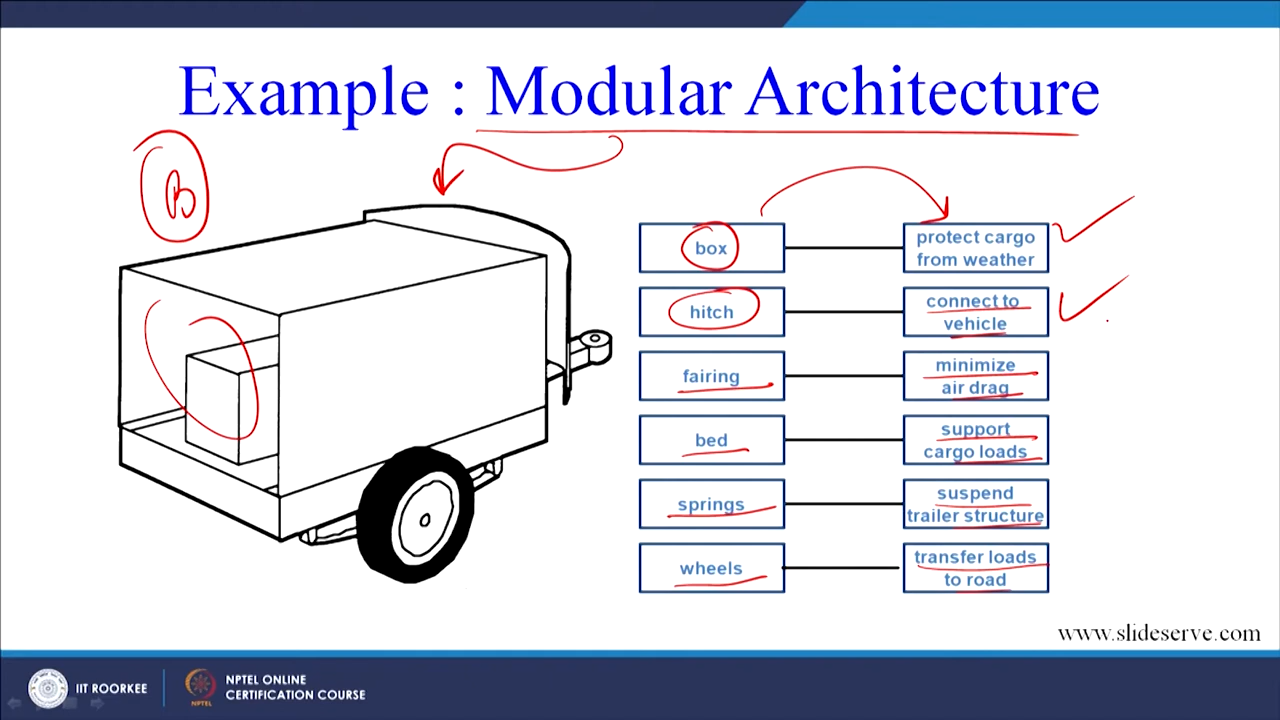 Example : Modular Architecture
B
box
protect cargo
from weather
hitch
connect to
vehicle
fairing
minimize
air drag
bed
support
cargo loads
springs
suspend
trailer structure
wheels
transfer loads
to road
www.slideserve.com
IIT ROORKEE
NPTEL
NPTEL ONLINE
CERTIFICATION COURSE